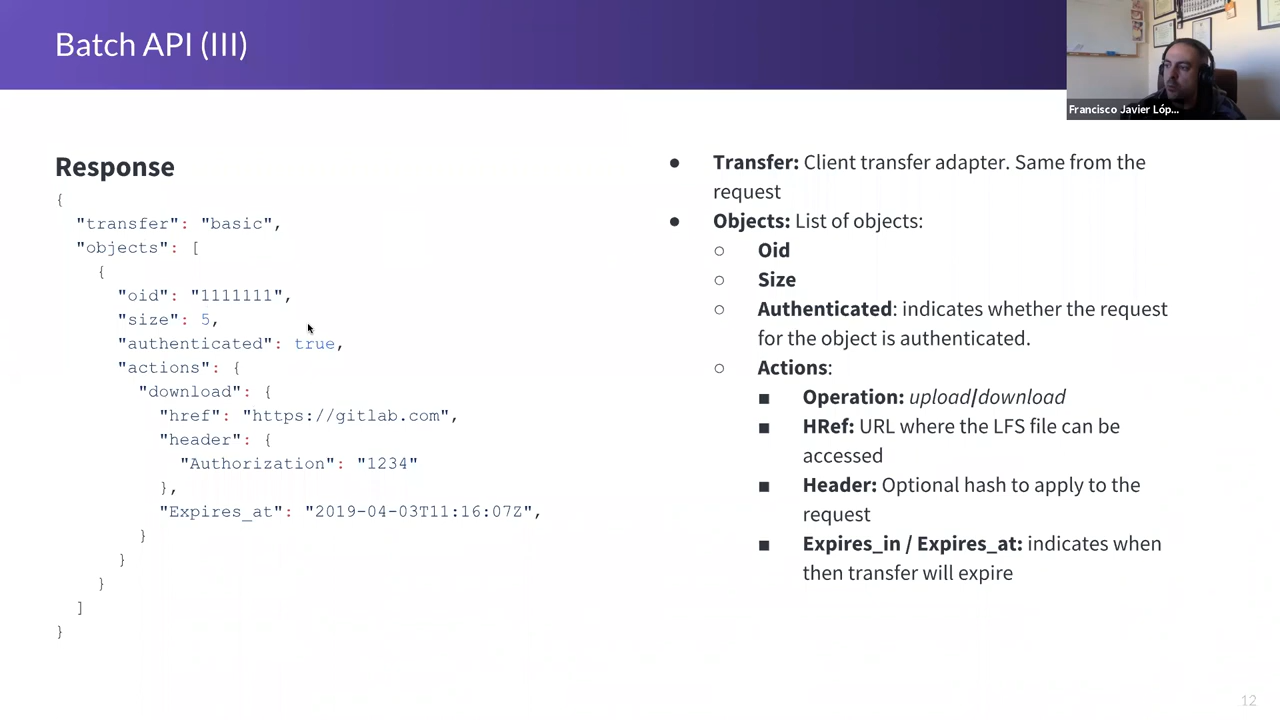 Batch API (III)
Francisco Javier Lóp...
Response
{
"transfer": "basic",
"objects": [
{
"oid": "1111111",
"size": 5,
"authenticated": true,
"actions": {
"download": {
"href": "https://gitlab.com",
"header": {
"Authorization": "1234"
},
"Expires_at": "2019-04-03T11:16:07Z",
}
}
}
]
}
● Transfer: Client transfer adapter. Same from the
request
● Objects: List of objects:
○ Oid
○ Size
○ Authenticated: indicates whether the request
for the object is authenticated.
○ Actions:
■ Operation: upload/download
■ HRef: URL where the LFS file can be
accessed
■ Header: Optional hash to apply to the
request
■ Expires_in / Expires_at: indicates when
then transfer will expire
12